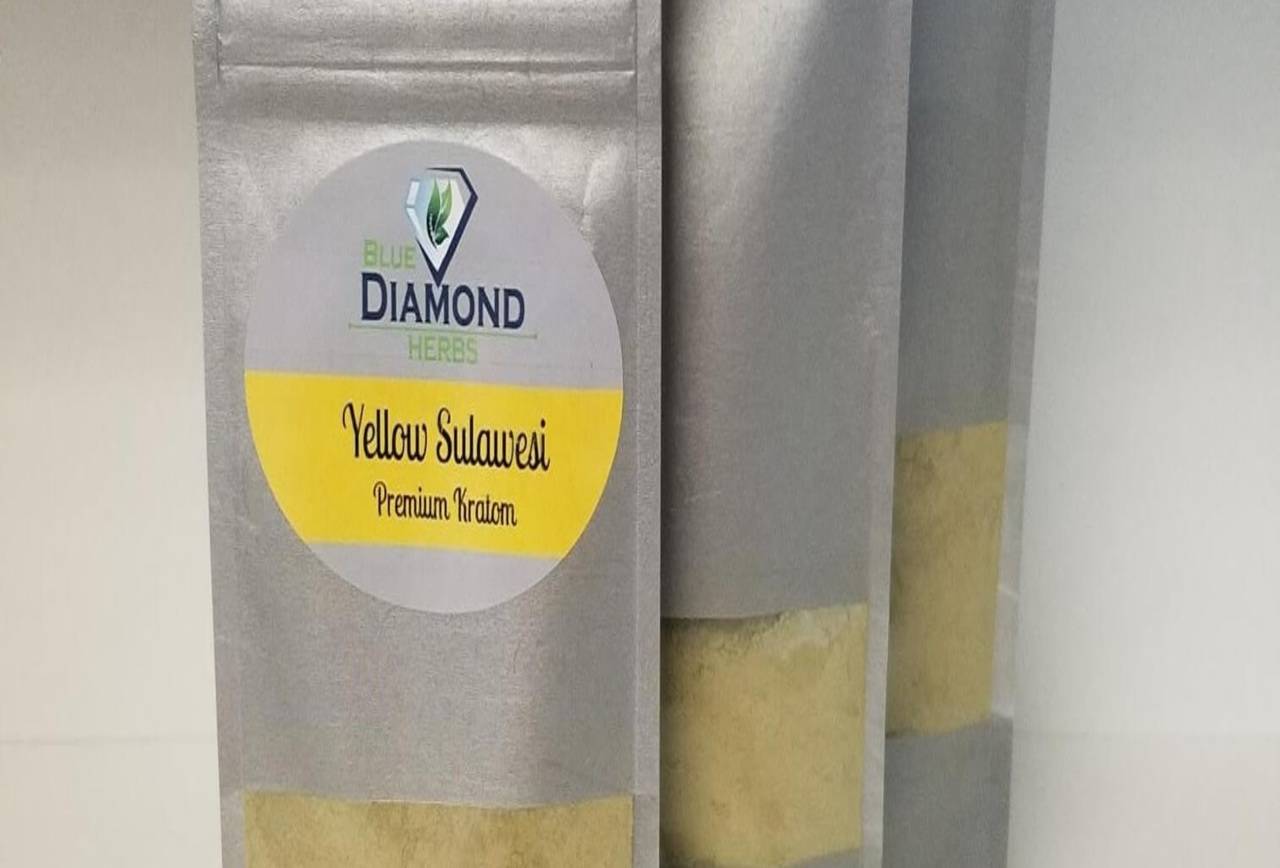 BLUE
DIAMOND
HERBS
Yellow Sulawesi
Premium Kratom